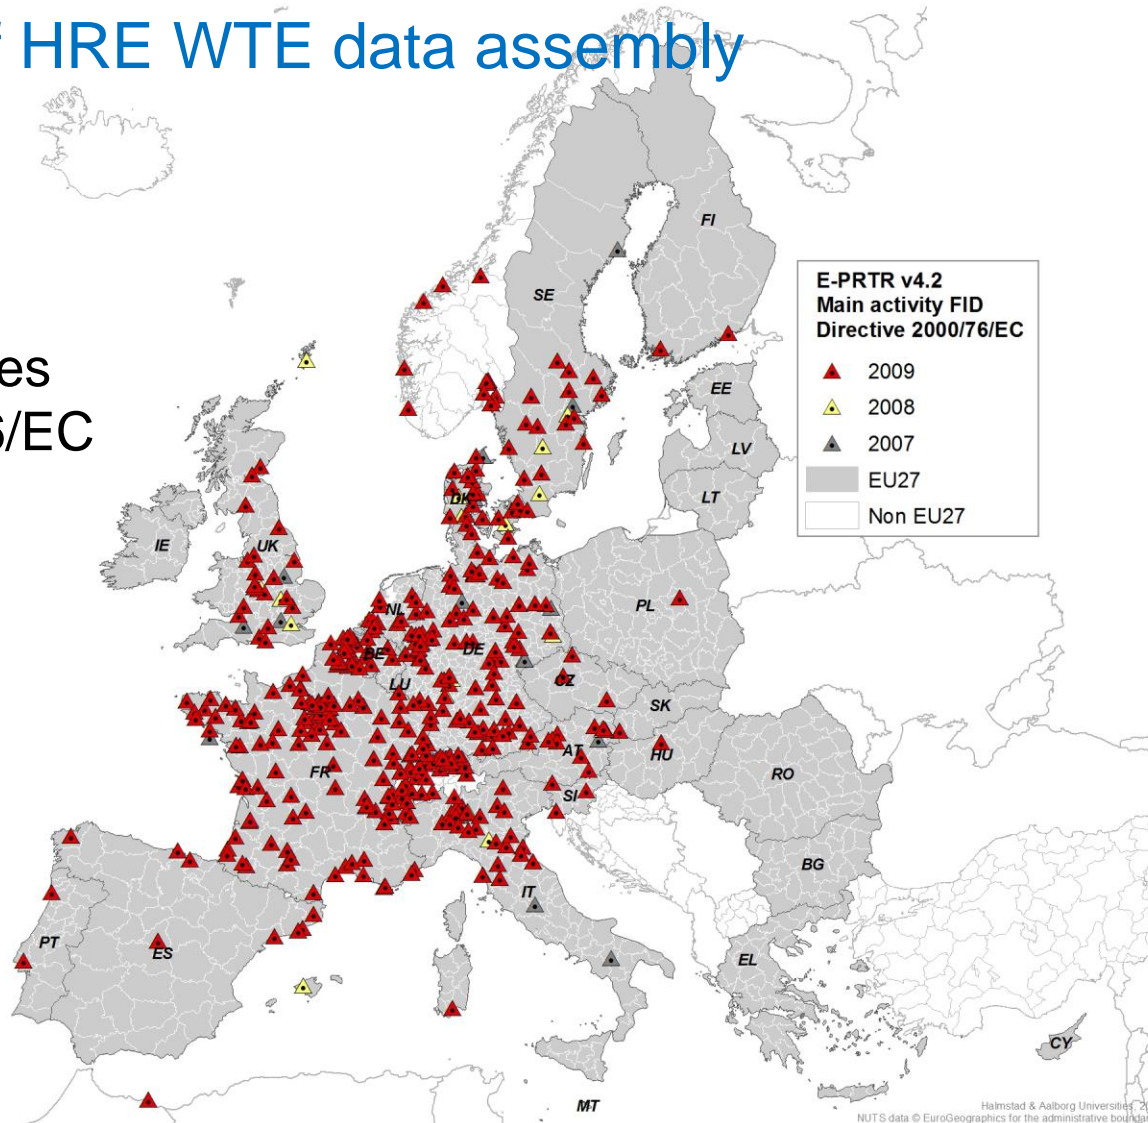 f HRE WTE data assembly
es
6/EC
E-PRTR v4.2
Main activity FID
Directive 2000/76/EC
2009
2008
2007
EU27
Non EU27
FI
SE
EE
LV
LT
DK
IE
UK
NL
PL
BE
DE
LU
CZ
SK
AT
HU
FR
SI
RO
BG
IT
PT
ES
EL
CY
MT
Halmstad & Aalborg Universities, 20
NUTS data © EuroGeographics for the administrative boundar